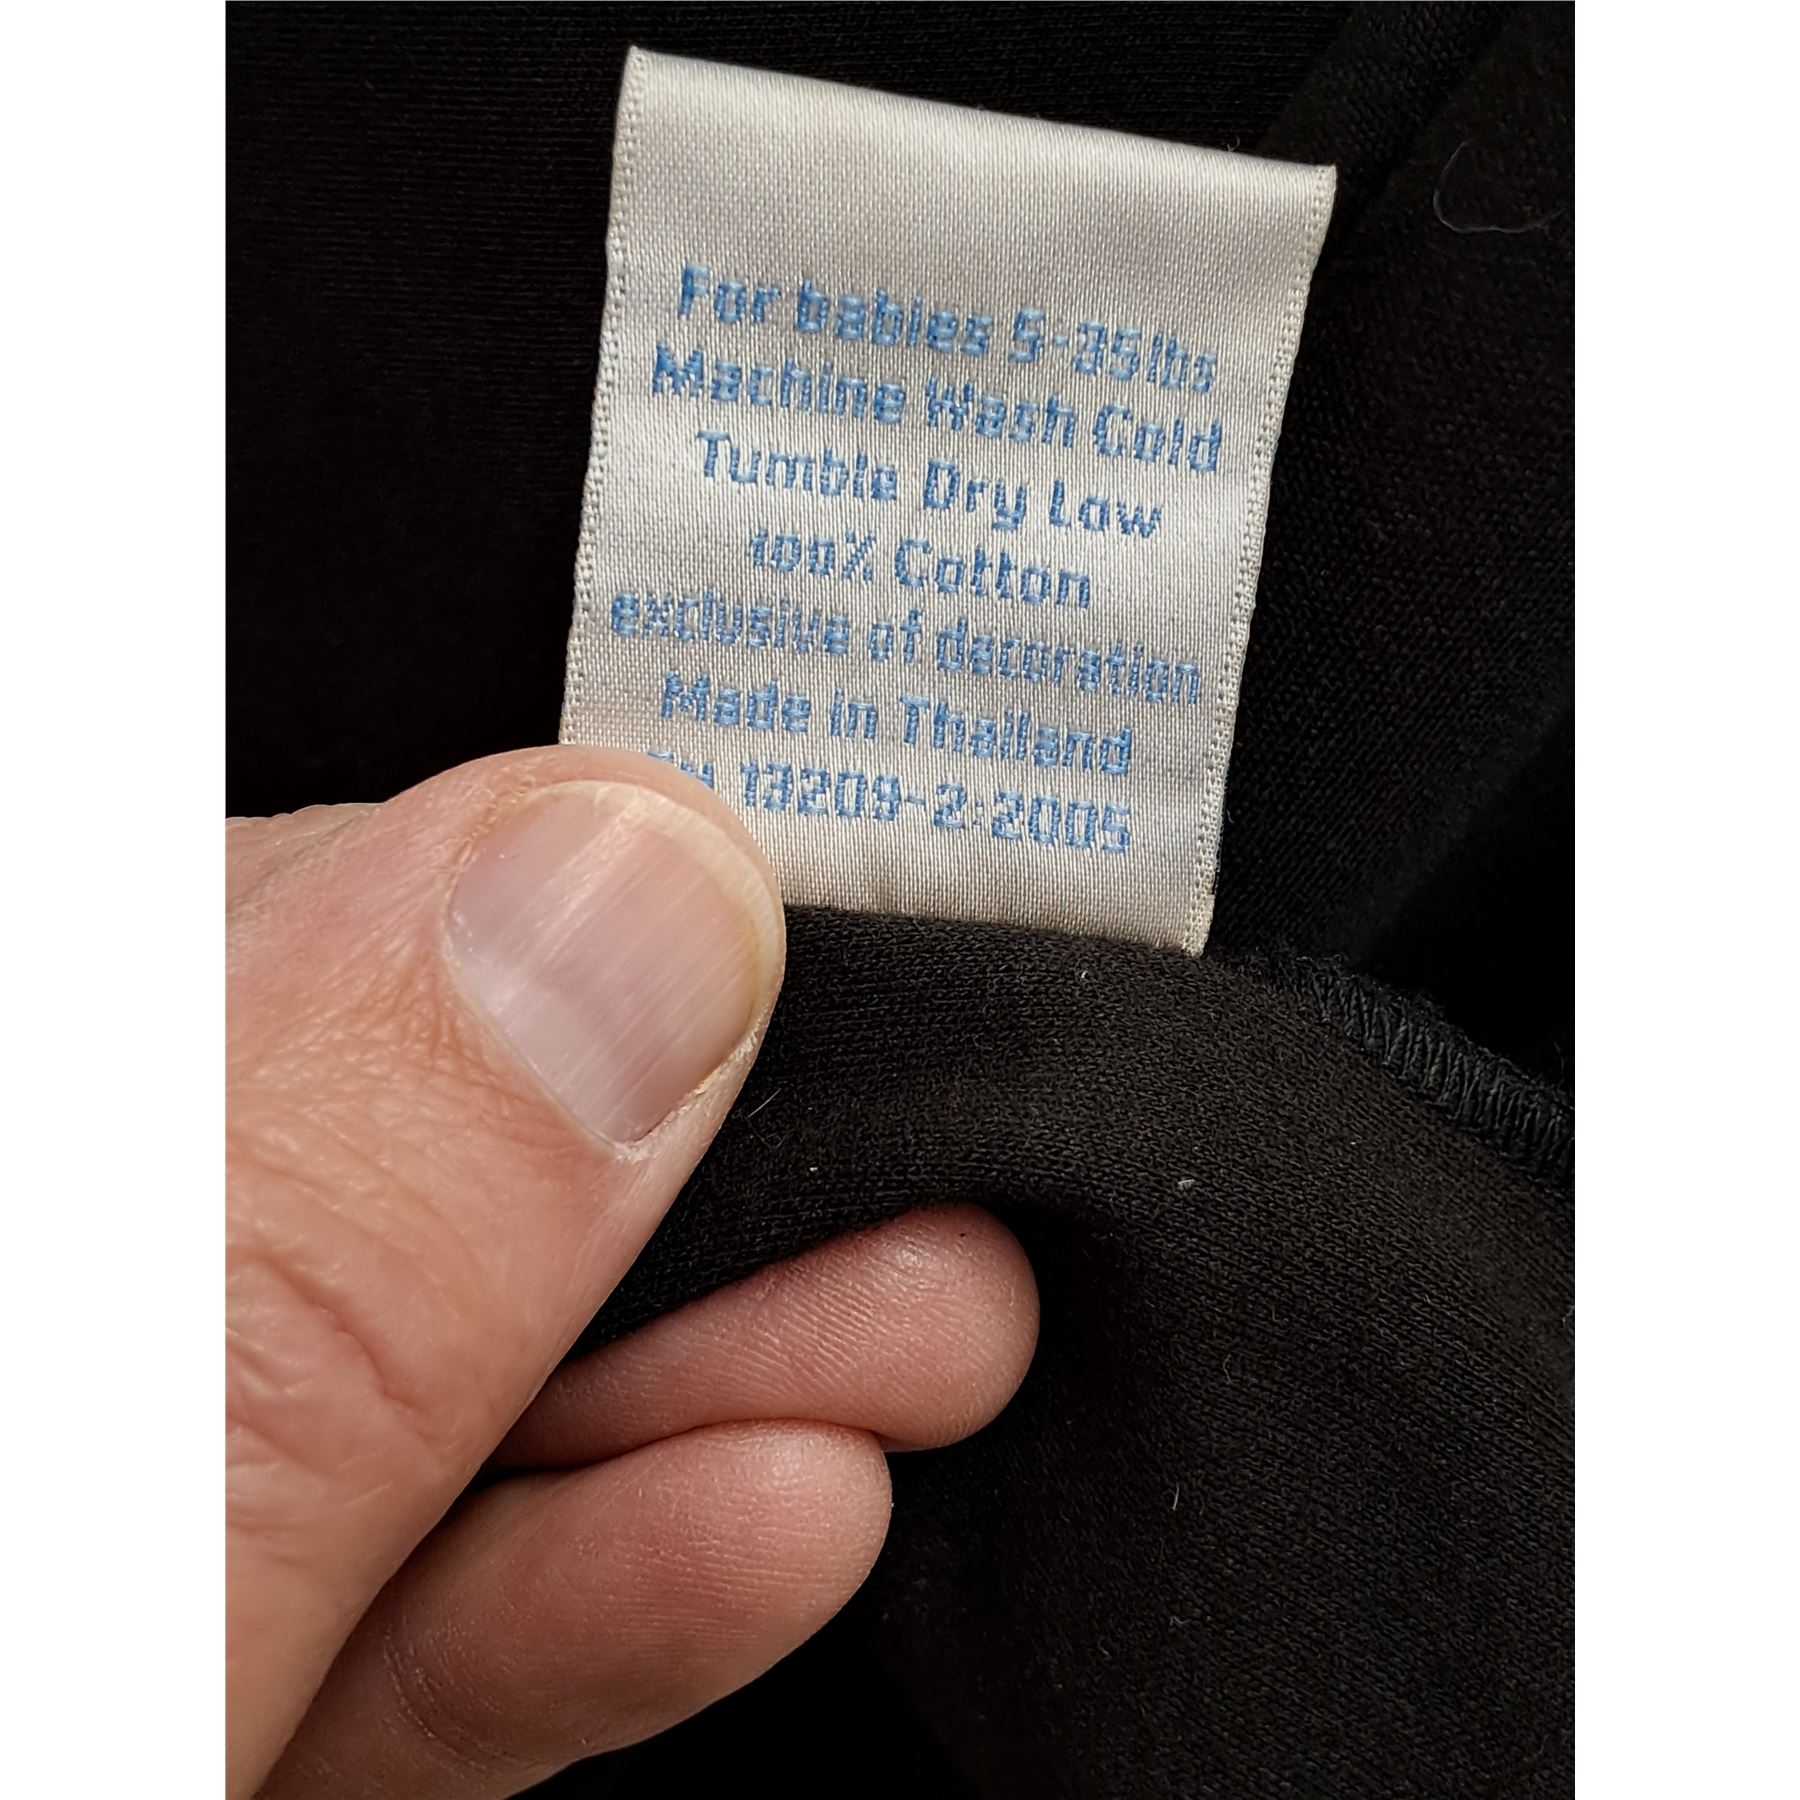 For babies 5-35lbs
Machine Wash Cold
Tumble Dry Low
100% Cotton
exclusive of decoration
Made in Thailand
13209-2:2005